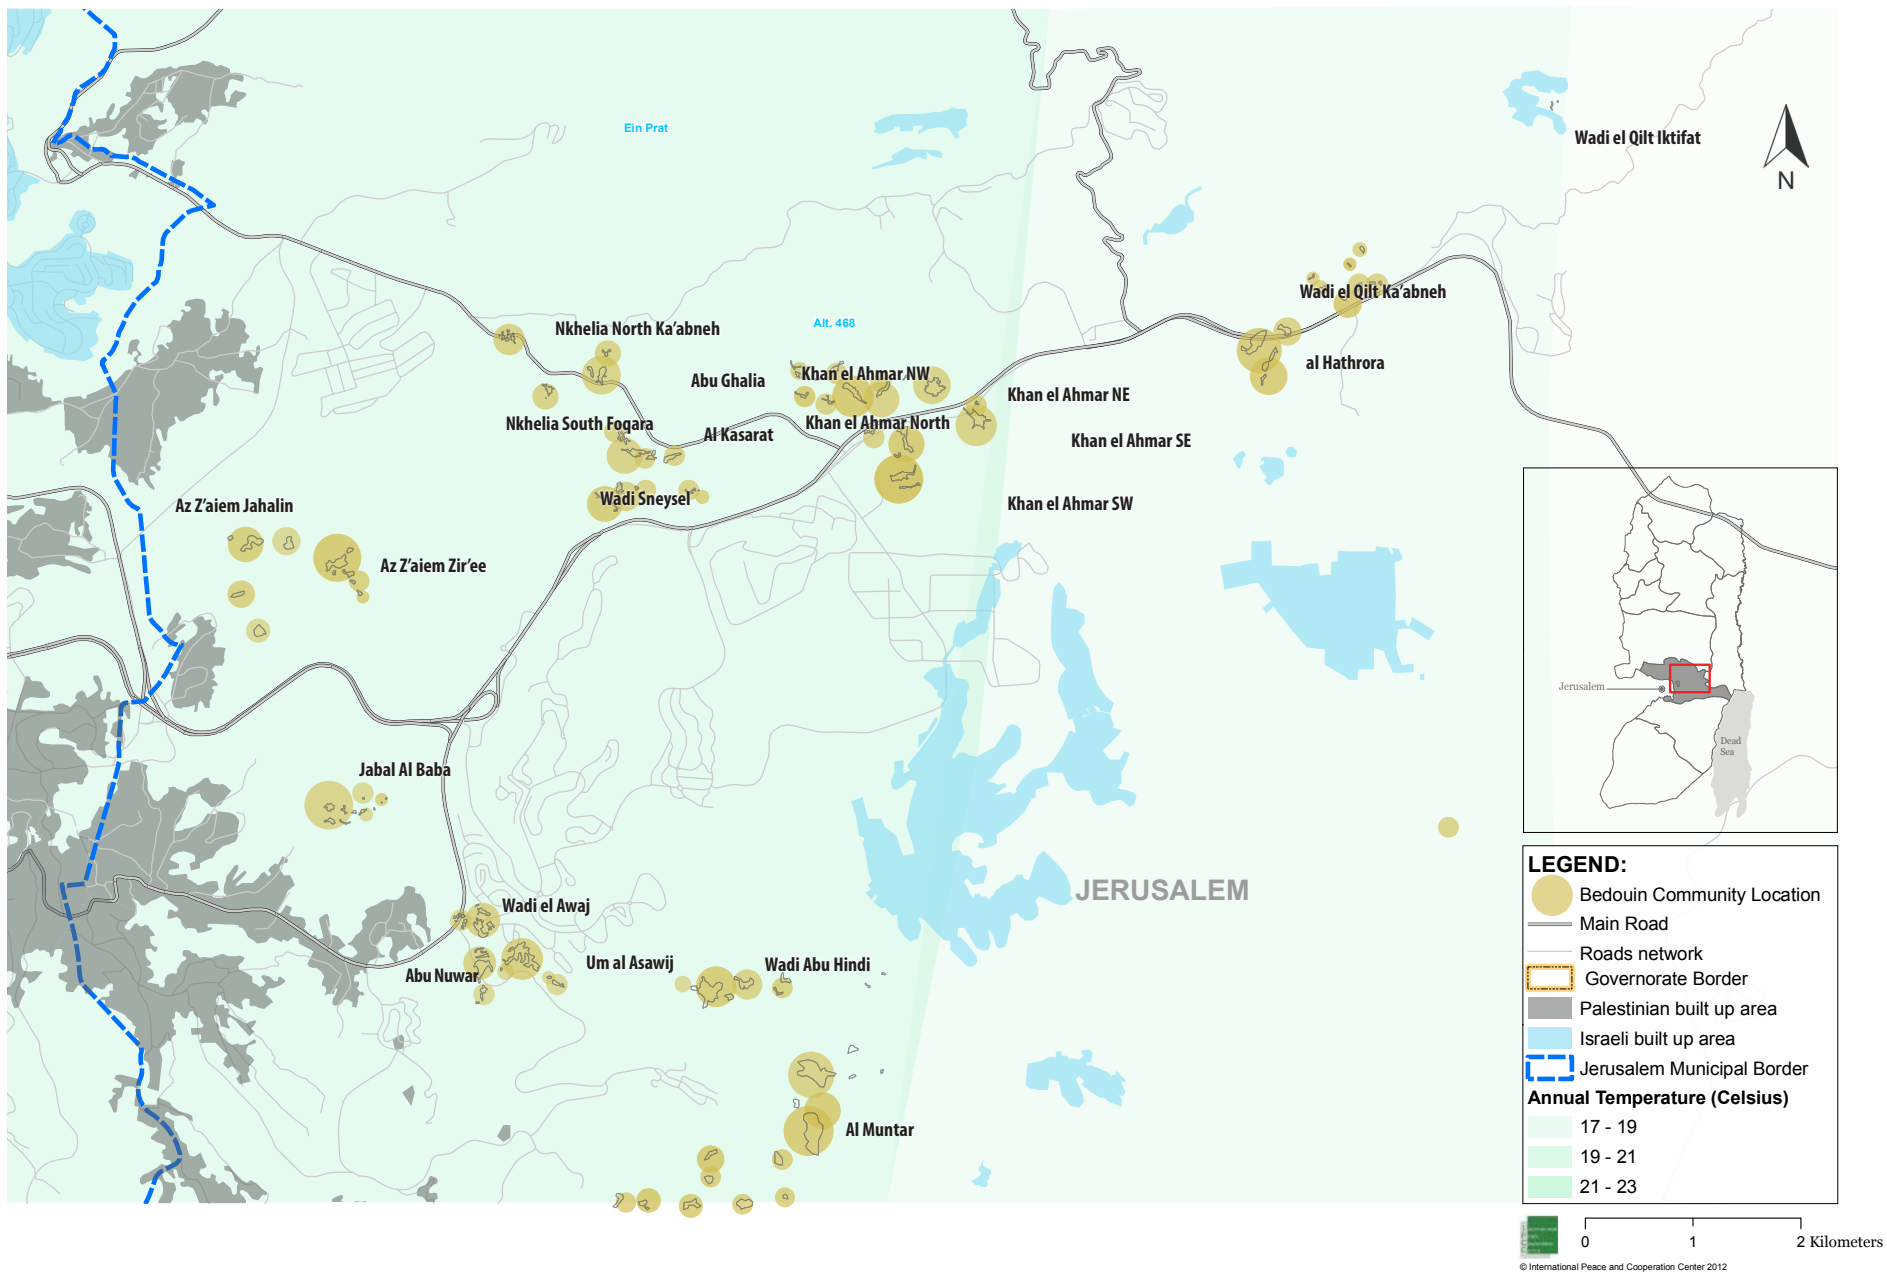 Ein Prat
Wadi el Qilt Iktifat
N
Wadi el Qilt Ka'abneh
Nkhelia North Ka'abneh
Alt. 468
al Hathrora
Abu Ghalia
Khan el Ahmar NW
Khan el Ahmar NE
Nkhelia South Foqara
Al Kasarat
Khan el Ahmar North
Khan el Ahmar SE
Az Z'aiem Jahalin
Wadi Sneysel
Khan el Ahmar SW
Az Z'aiem Zir'ee
Jerusalem
Dead
Sea
Jabal Al Baba
JERUSALEM
Wadi el Awaj
Abu Nuwar
Um al Asawij
Wadi Abu Hindi
Al Muntar
LEGEND:
Bedouin Community Location
Main Road
Roads network
Governorate Border
Palestinian built up area
Israeli built up area
Jerusalem Municipal Border
Annual Temperature (Celsius)
17 - 19
19 - 21
21 - 23
0 1 2 Kilometers
© International Peace and Cooperation Center 2012